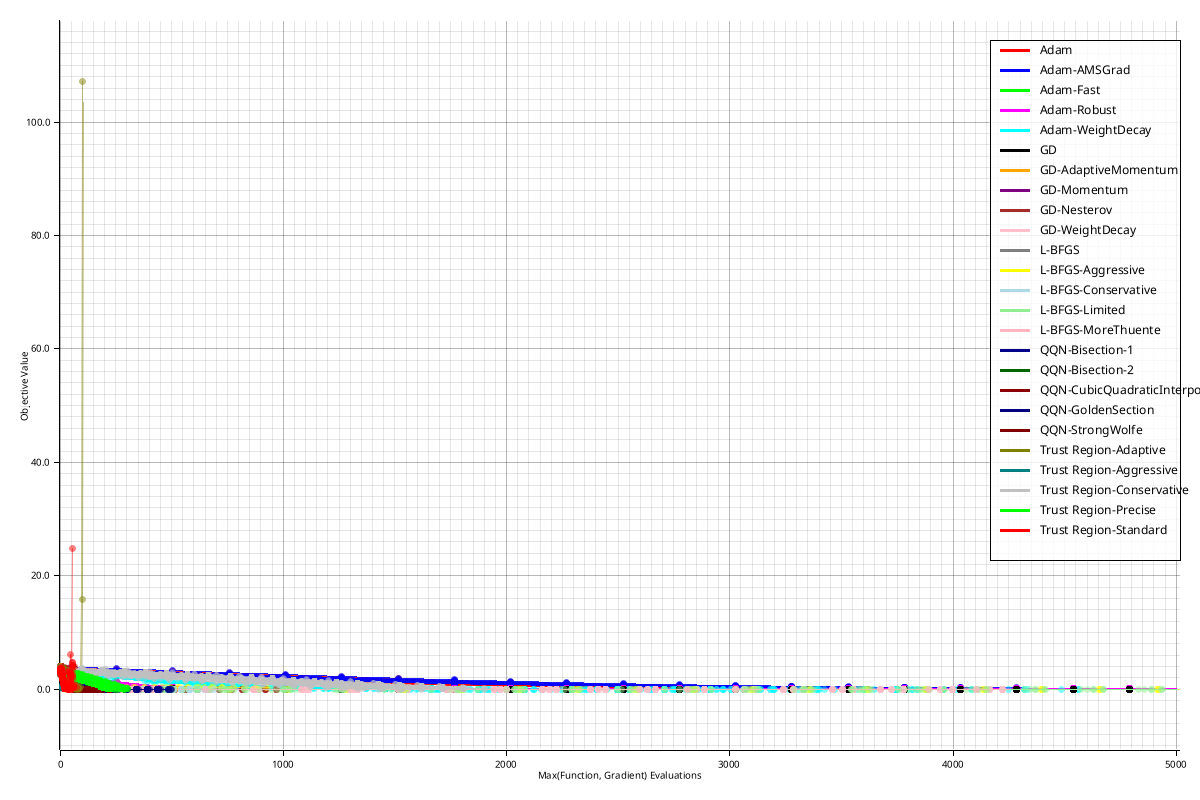 100.0
80.0
60.0
40.0
20.0
0.0
Objective Value
0
1000
2000
3000
4000
5000
Max(Function, Gradient) Evaluations
Adam
Adam-AMSGrad
Adam-Fast
Adam-Robust
Adam-WeightDecay
GD
GD-AdaptiveMomentum
GD-Momentum
GD-Nesterov
GD-WeightDecay
L-BFGS
L-BFGS-Aggressive
L-BFGS-Conservative
L-BFGS-Limited
L-BFGS-MoreThuente
QQN-Bisection-1
QQN-Bisection-2
QQN-CubicQuadraticInterpo
QQN-GoldenSection
QQN-StrongWolfe
Trust Region-Adaptive
Trust Region-Aggressive
Trust Region-Conservative
Trust Region-Precise
Trust Region-Standard